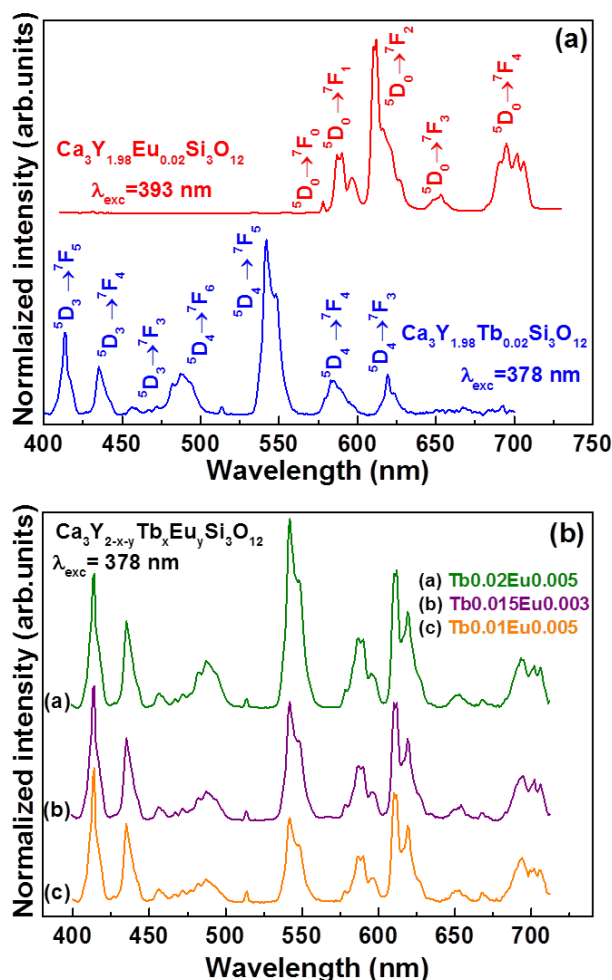 (a)
Normlaized intensity (arb.units)
Ca₃Y₁.₉₈Eu₀.₀₂Si₃O₁₂
λexc=393 nm
⁵D₀→⁷F₀
⁵D₀→⁷F₁
⁵D₀→⁷F₂
⁵D₀→⁷F₃
⁵D₀→⁷F₄
⁵D₃→⁷F₅
⁵D₃→⁷F₄
⁵D₃→⁷F₃
⁵D₄→⁷F₆
⁵D₄→⁷F₅
⁵D₄→⁷F₄
⁵D₄→⁷F₃
Ca₃Y₁.₉₈Tb₀.₀₂Si₃O₁₂
λexc=378 nm
400 450 500 550 600 650 700 750
Wavelength (nm)
(b)
Normalized intensity (arb.units)
Ca₃Y₂₋ₓ₋ᵧTbₓEuᵧSi₃O₁₂
λexc= 378 nm
(a) Tb0.02Eu0.005
(b) Tb0.015Eu0.003
(c) Tb0.01Eu0.005
(a)
(b)
(c)
400 450 500 550 600 650 700
Wavelength (nm)